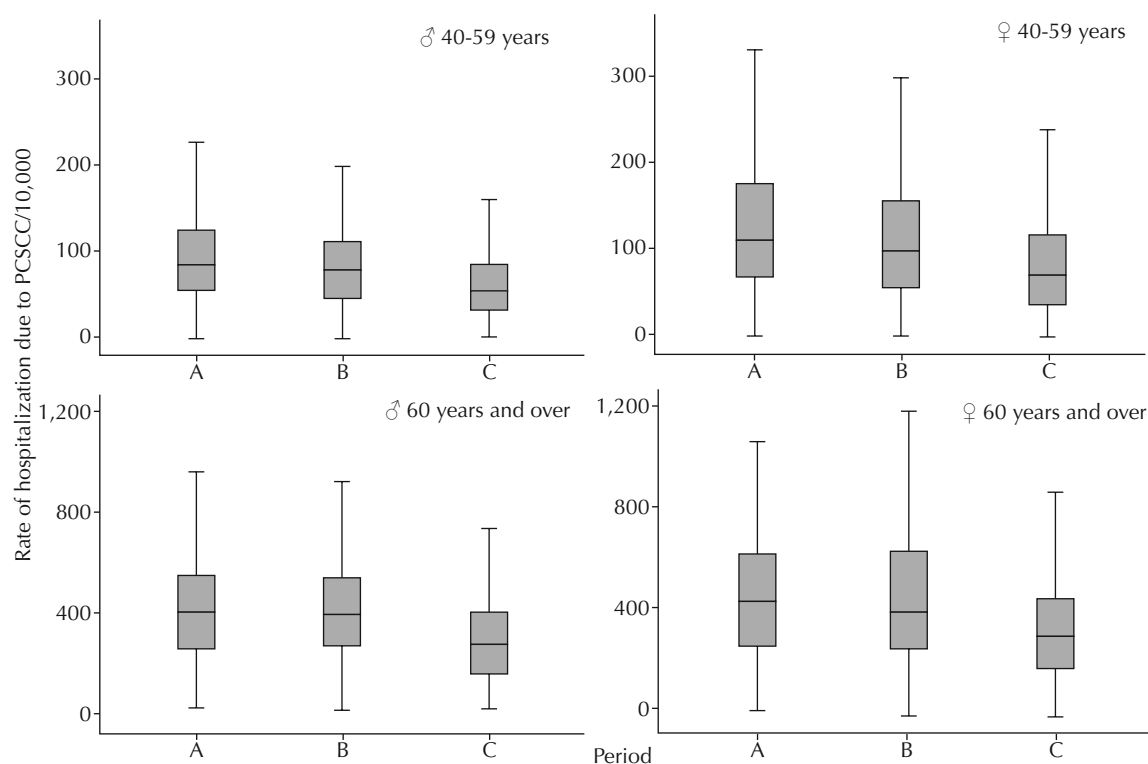 Rate of hospitalization due to PCSCC/10,000
♂ 40-59 years
300
200
100
0
A B C
♀ 40-59 years
300
200
100
0
A B C
♂ 60 years and over
1,200
800
400
0
A B C
♀ 60 years and over
1,200
800
400
0
A B C
Period